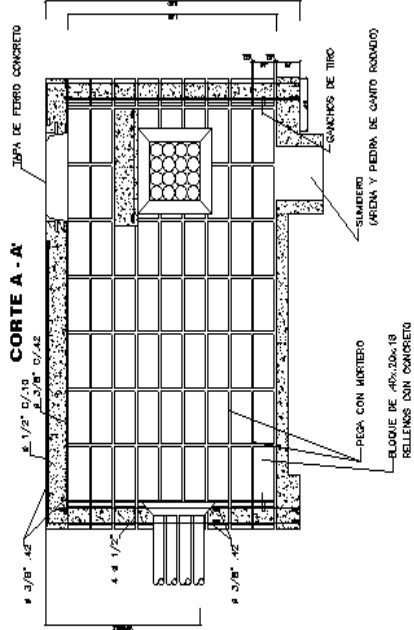 CORTE A - A'
TAPA DE FERRO CONCRETO
ø 1/2" C/.10
ø 3/8" C/.42
ø 3/8" .42
4 ø 1/2"
ø 3/8" .42
GANCHOS DE TIRO
SUMIDERO
(ARENA Y PIEDRA DE CANTO RODADO)
PEGA CON MORTERO
BLOQUE DE .40x.20x.18
RELLENOS CON CONCRETO